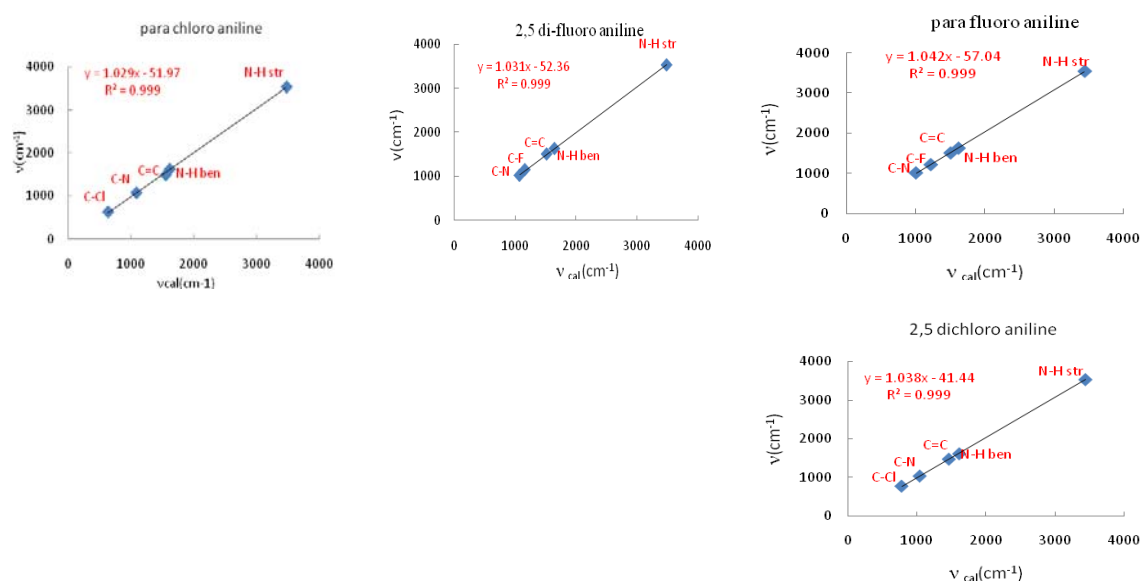 para chloro aniline
4000
3000
2000
1000
0
y = 1.029x - 51.97
R² = 0.999
N-H str
C=C
N-H ben
C-N
C-Cl
ν(cm⁻¹)
0 1000 2000 3000 4000
νcal(cm-1)
2,5 di-fluoro aniline
4000
3000
2000
1000
0
y = 1.031x - 52.36
R² = 0.999
N-H str
C=C
C-F
N-H ben
C-N
ν(cm⁻¹)
0 1000 2000 3000 4000
ν cal(cm⁻¹)
para fluoro aniline
4000
3000
2000
1000
0
y = 1.042x - 57.04
R² = 0.999
N-H str
C=C
C-F
N-H ben
C-N
ν(cm⁻¹)
0 1000 2000 3000 4000
ν cal(cm⁻¹)
2,5 dichloro aniline
4000
3000
2000
1000
0
y = 1.038x - 41.44
R² = 0.999
N-H str
C=C
C-N
N-H ben
C-Cl
ν(cm⁻¹)
0 1000 2000 3000 4000
ν cal(cm⁻¹)